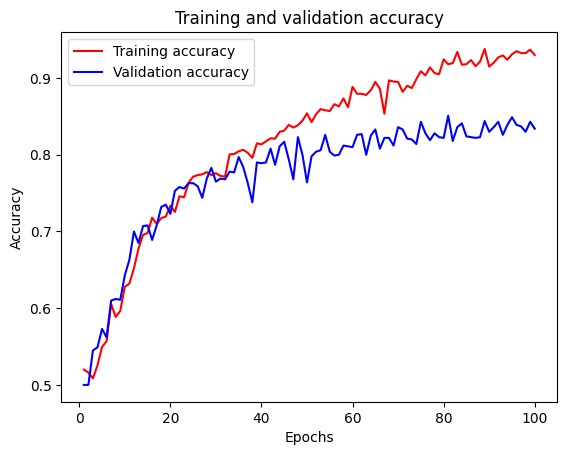 Training and validation accuracy
Training accuracy
Validation accuracy
0.9
0.8
0.7
0.6
0.5
Accuracy
0
20
40
60
80
100
Epochs